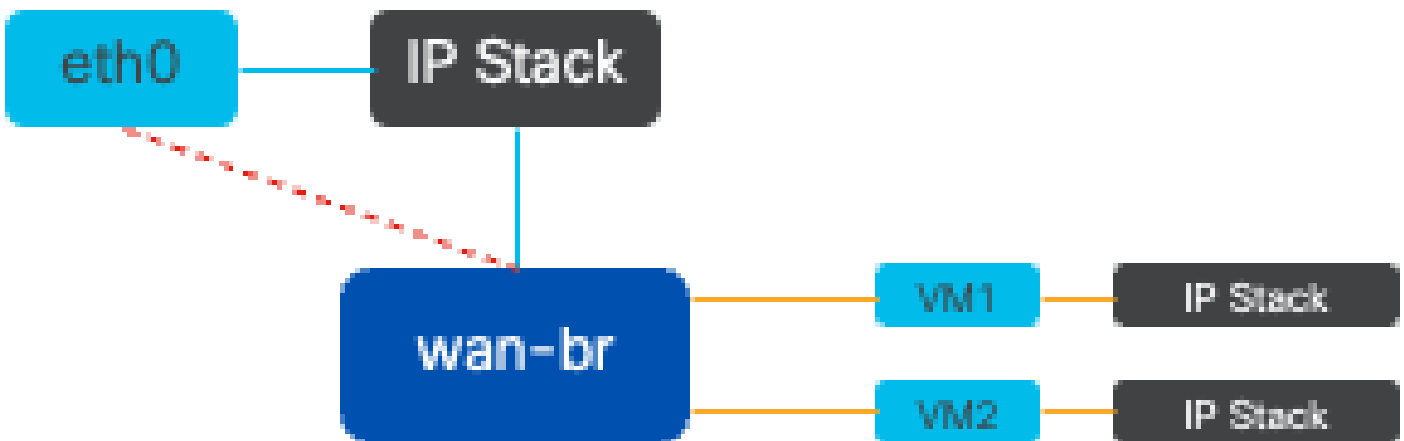 eth0
IP Stack
wan-br
VM1
IP Stack
VM2
IP Stack